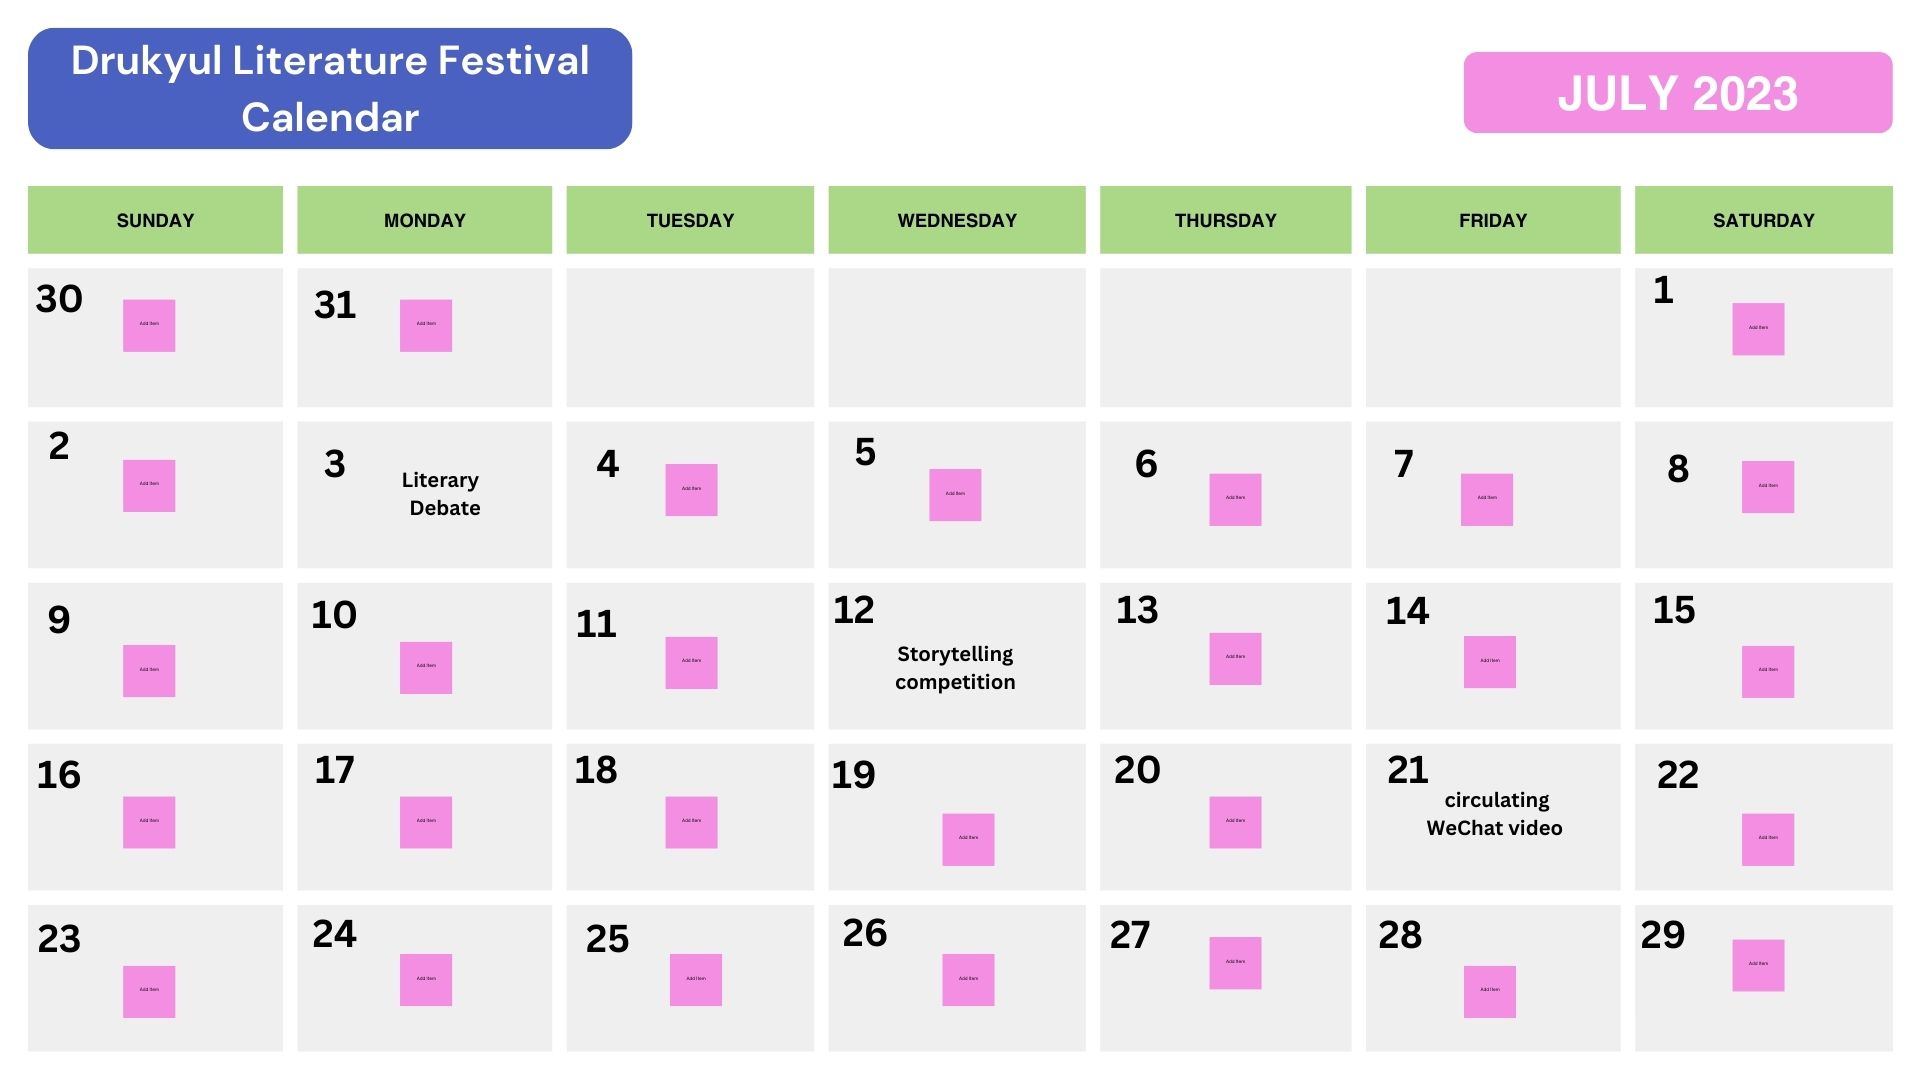 Drukyul Literature Festival
Calendar
JULY 2023
SUNDAY MONDAY TUESDAY WEDNESDAY THURSDAY FRIDAY SATURDAY
30 31 1
Add Item Add Item Add Item
2 3 4 5 6 7 8
Literary
Debate
Add Item Add Item Add Item Add Item Add Item Add Item
9 10 11 12 13 14 15
Storytelling
competition
Add Item Add Item Add Item Add Item Add Item Add Item
16 17 18 19 20 21 22
circulating
WeChat video
Add Item Add Item Add Item Add Item Add Item Add Item
23 24 25 26 27 28 29
Add Item Add Item Add Item Add Item Add Item Add Item Add Item